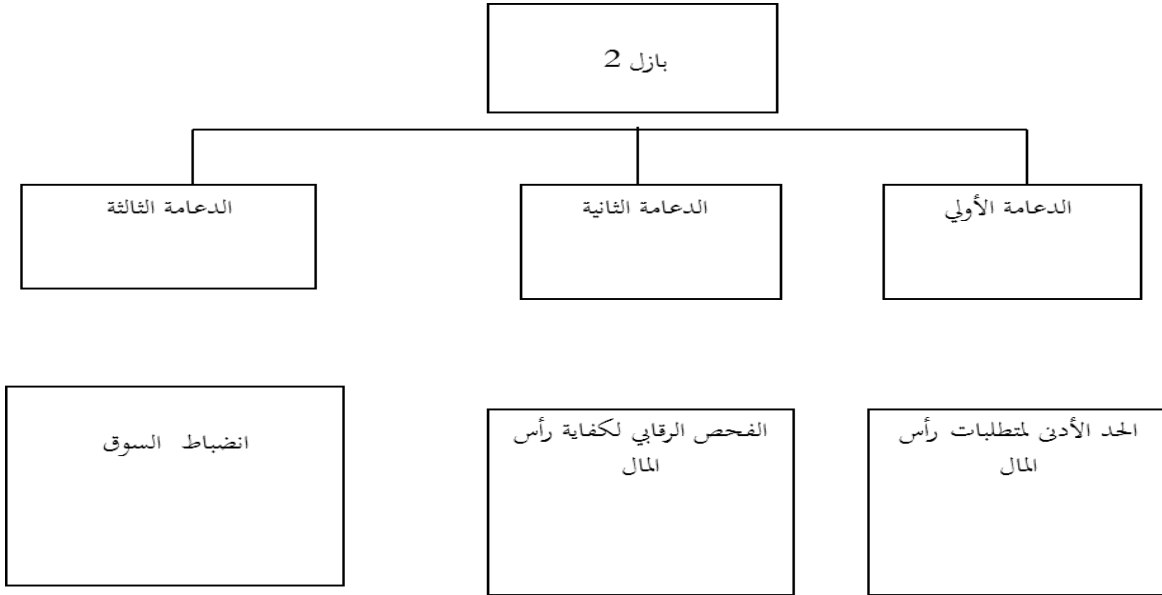 بازل 2
الدعامة الأولي
الدعامة الثانية
الدعامة الثالثة
الحد الأدنى لمتطلبات رأس
المال
الفحص الرقابي لكفاية رأس
المال
انضباط السوق